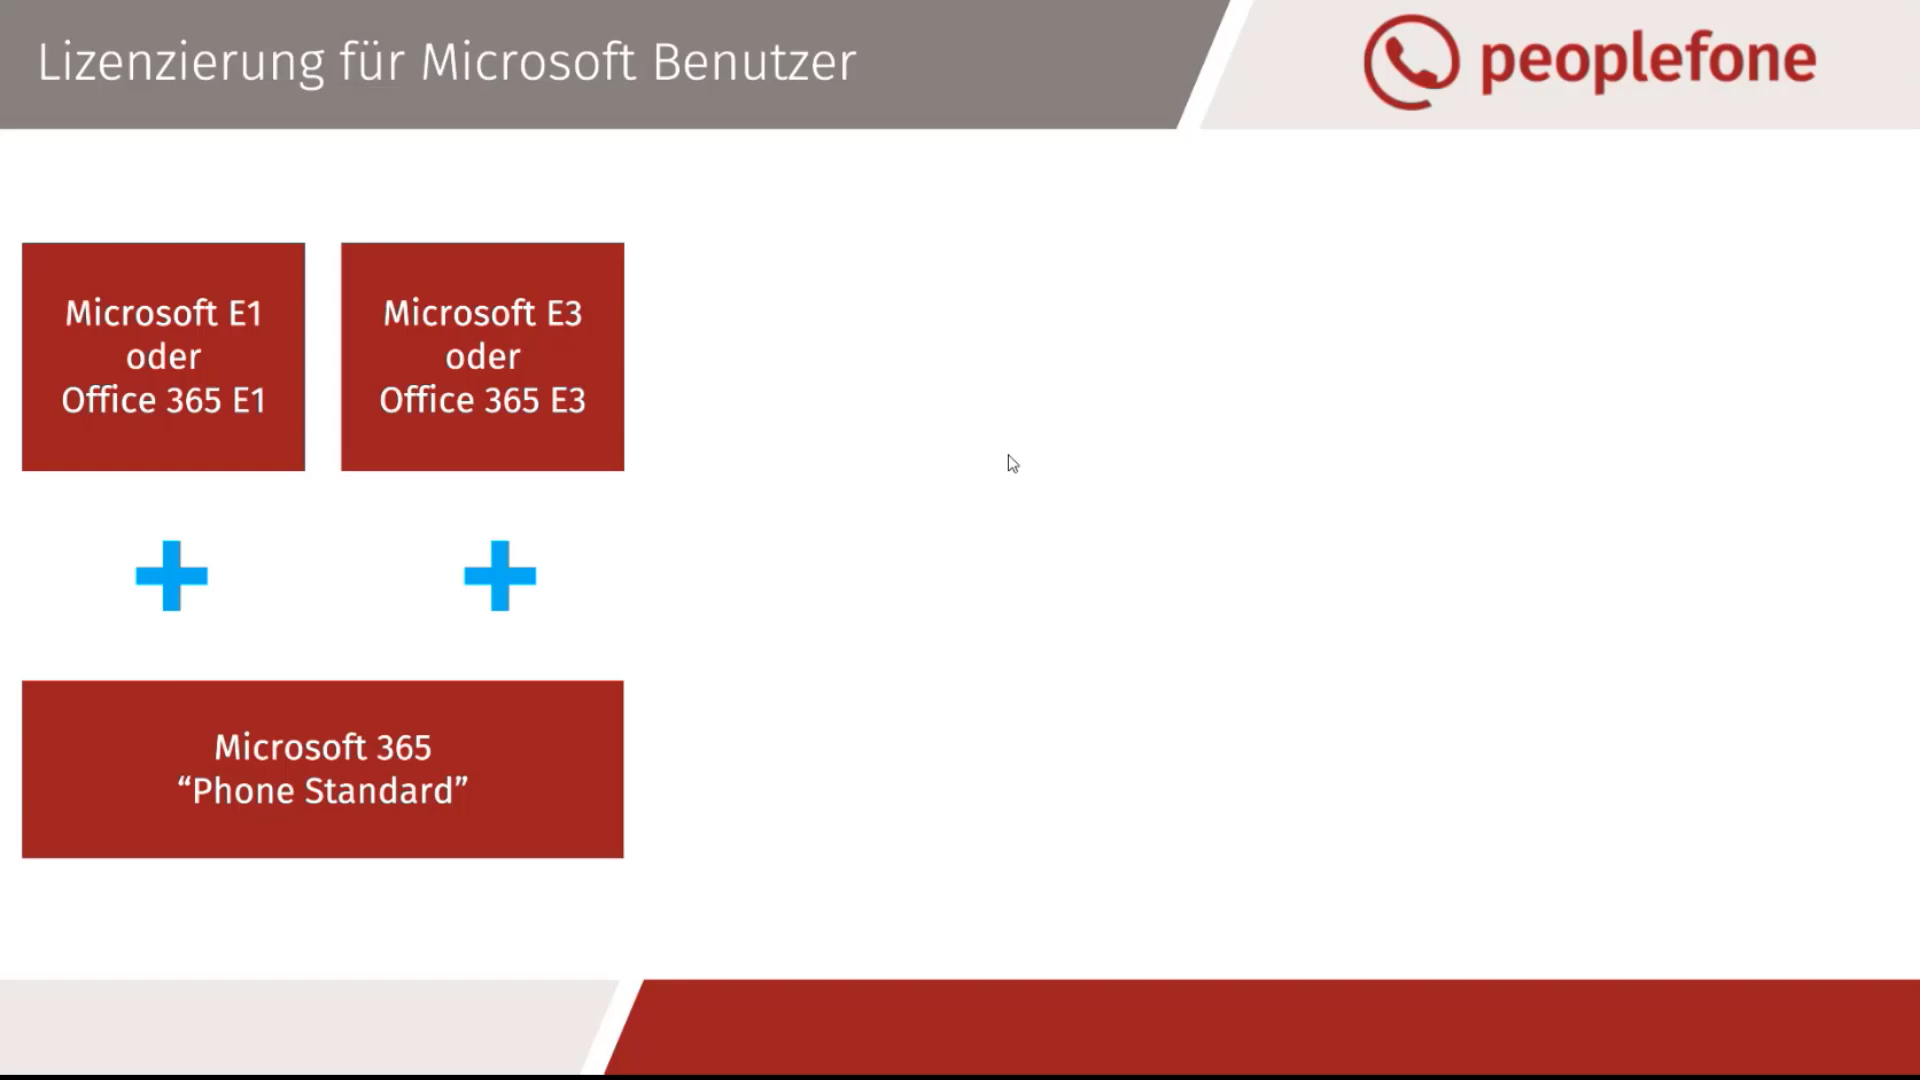 Lizenzierung für Microsoft Benutzer
peoplefone
Microsoft E1
oder
Office 365 E1
Microsoft E3
oder
Office 365 E3
Microsoft 365
“Phone Standard”